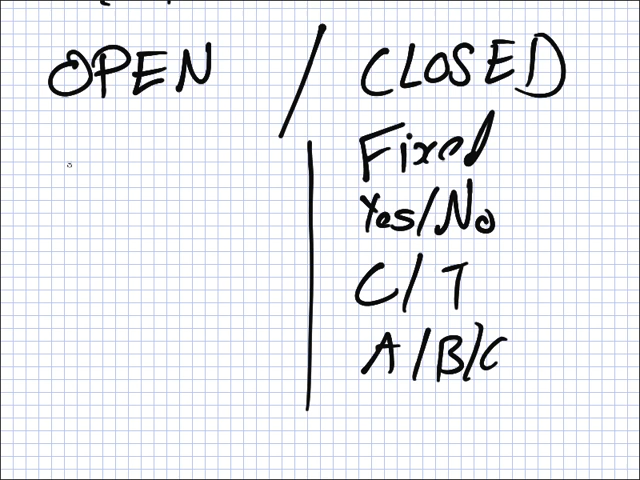 OPEN / CLOSED
Fixed
Yes/No
C/T
A/B/C